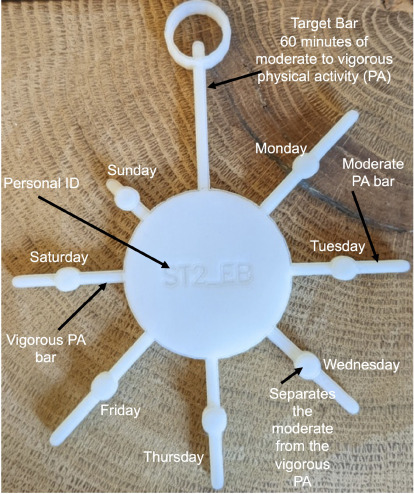 Target Bar
60 minutes of
moderate to vigorous
physical activity (PA)
Monday
Moderate
PA bar
Sunday
Personal ID
Tuesday
Saturday
ST2_EB
Vigorous PA
bar
Wednesday
Separates
the
moderate
from the
vigorous
PA
Friday
Thursday